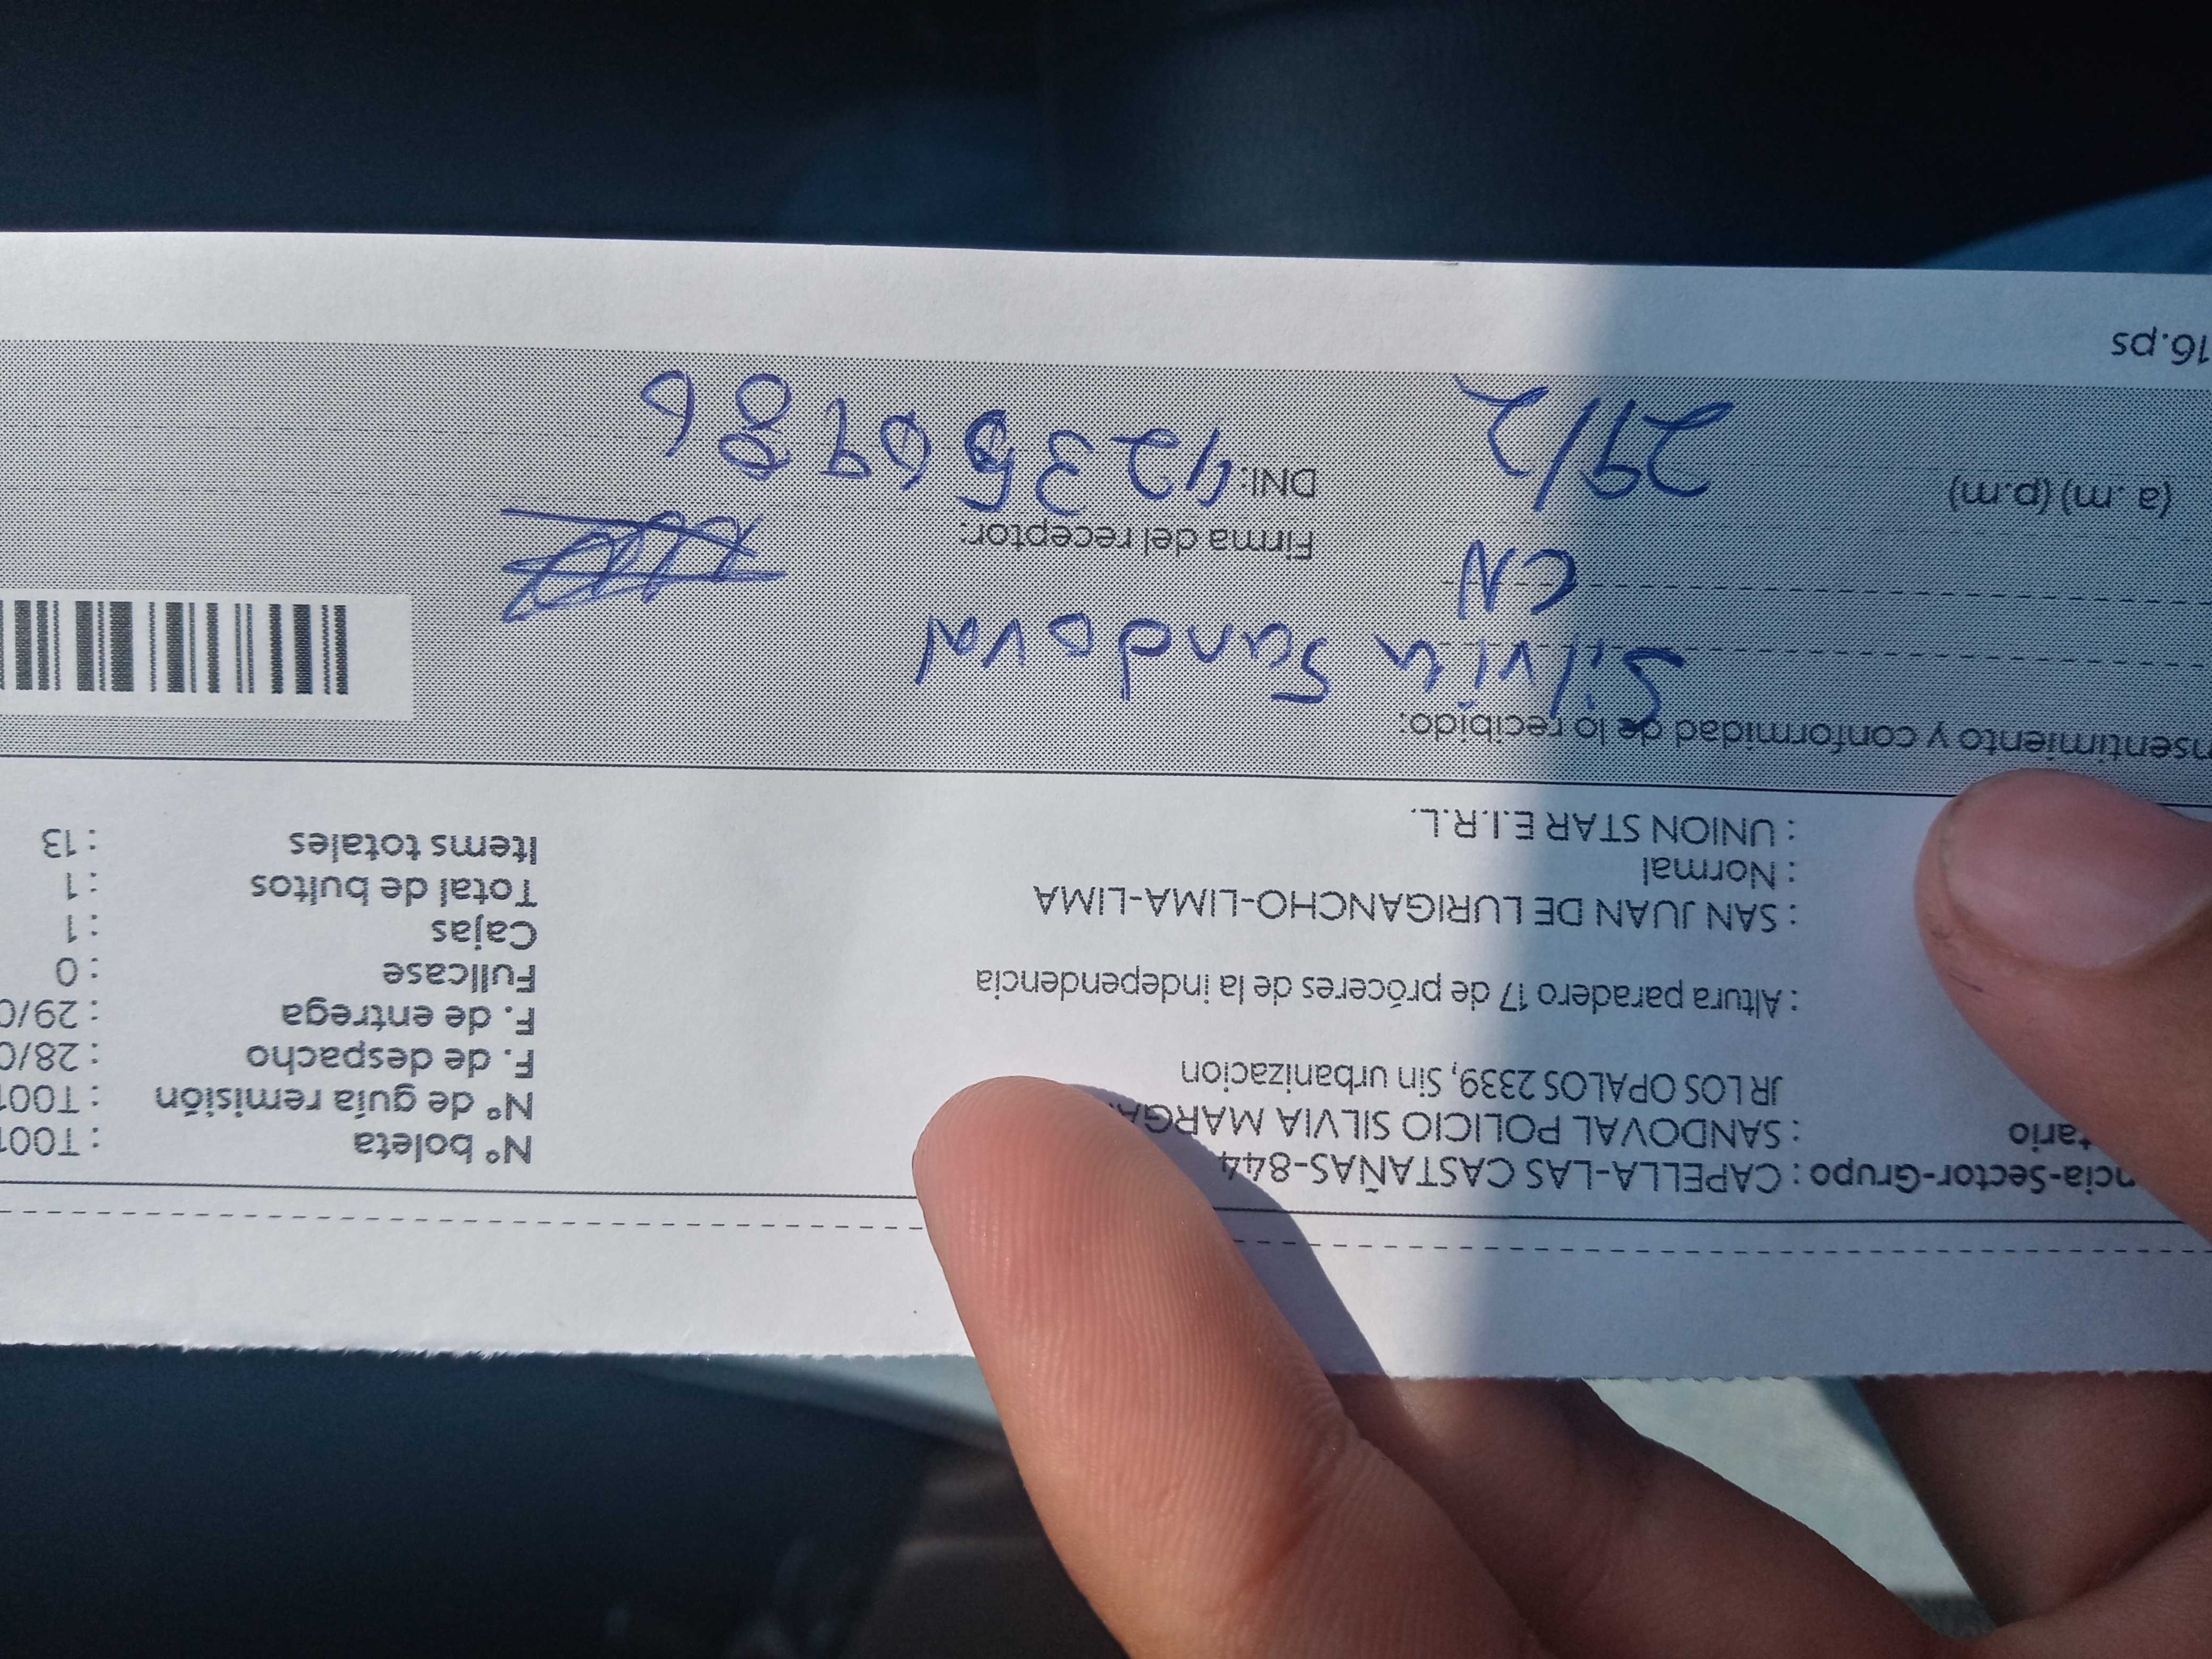 ncia-Sector-Grupo : CAPELLA-LAS CASTAÑAS-844
tario : SANDOVAL POLICIO SILVIA MARGA
JR LOS OPALOS 2339, Sin urbanizacion
: Altura paradero 17 de próceres de la independencia
: SAN JUAN DE LURIGANCHO-LIMA-LIMA
: Normal
: UNION STAR E.I.R.L.
N° boleta : T001
N° de guía remisión : T001
F. de despacho : 28/0
F. de entrega : 29/0
Fullcase : 0
Cajas : 1
Total de bultos : 1
Items totales : 13
nsentimiento y conformidad de lo recibido:
Silvia Sandoval
CN
Firma del receptor:
(a.m) (p.m) 29/2
DNI: 42350986
16.ps